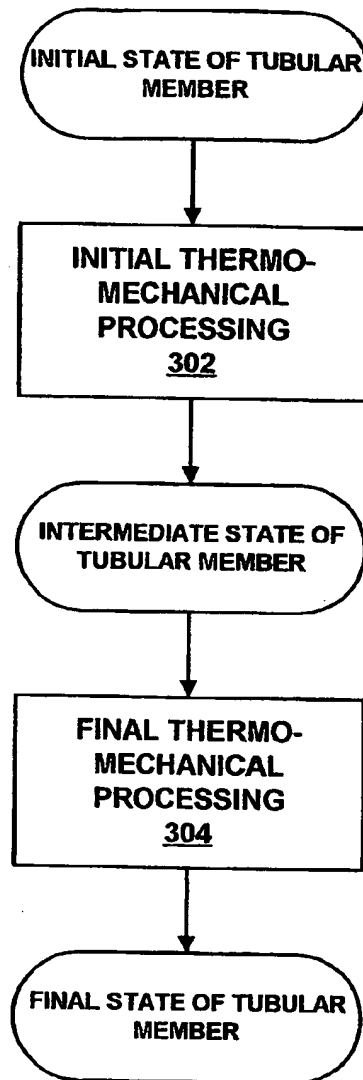 INITIAL STATE OF TUBULAR
MEMBER
INITIAL THERMO-
MECHANICAL
PROCESSING
302
INTERMEDIATE STATE OF
TUBULAR MEMBER
FINAL THERMO-
MECHANICAL
PROCESSING
304
FINAL STATE OF TUBULAR
MEMBER